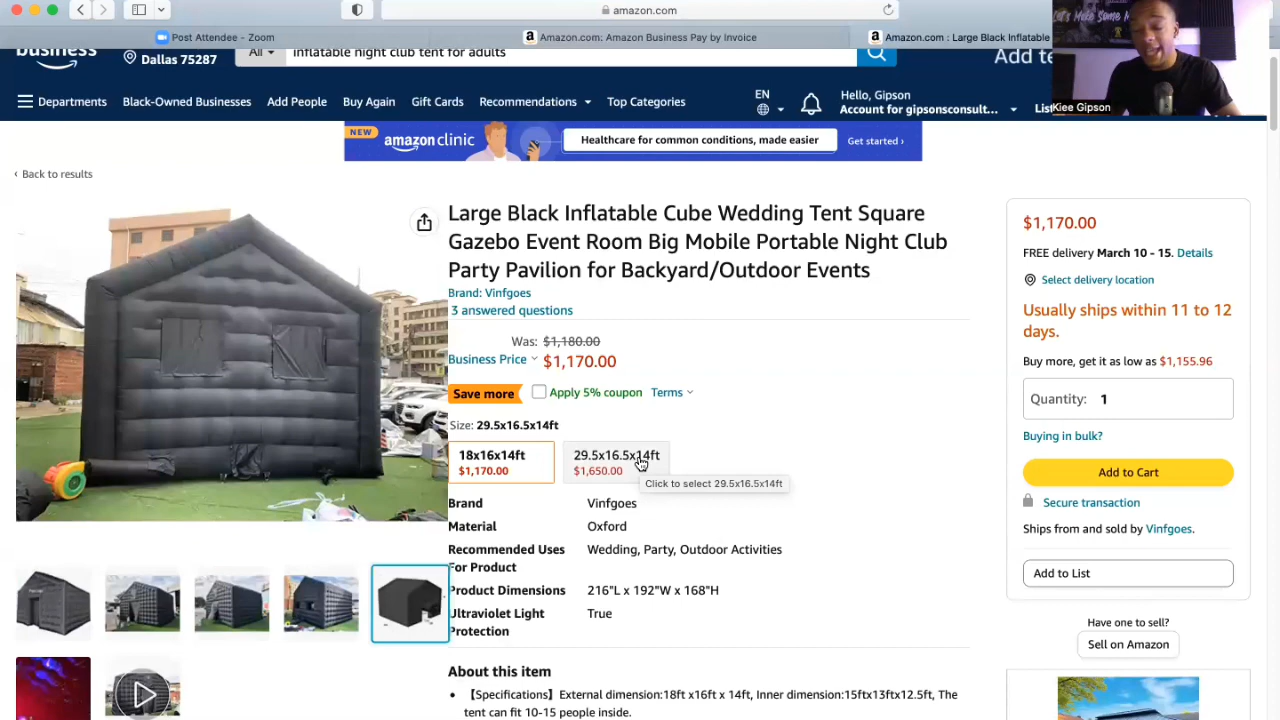 amazon.com
Post Attendee - Zoom
Amazon.com: Amazon Business Pay by Invoice
Amazon.com : Large Black Inflatable
business
Dallas 75287
All
inflatable night club tent for adults
Add te
Kiee Gipson
Departments
Black-Owned Businesses
Add People
Buy Again
Gift Cards
Recommendations
Top Categories
EN
Hello, Gipson
Account for gipsonsconsult...
List
NEW
amazon clinic
Healthcare for common conditions, made easier
Get started ›
‹ Back to results
Large Black Inflatable Cube Wedding Tent Square
Gazebo Event Room Big Mobile Portable Night Club
Party Pavilion for Backyard/Outdoor Events
Brand: Vinfgoes
3 answered questions
Was: $1,180.00
Business Price $1,170.00
Save more
Apply 5% coupon Terms
Size: 29.5x16.5x14ft
18x16x14ft
$1,170.00
29.5x16.5x14ft
$1,650.00
Click to select 29.5x16.5x14ft
Brand Vinfgoes
Material Oxford
Recommended Uses Wedding, Party, Outdoor Activities
For Product
Product Dimensions 216"L x 192"W x 168"H
Ultraviolet Light True
Protection
About this item
• 【Specifications】External dimension:18ft x16ft x 14ft, Inner dimension:15ftx13ftx12.5ft, The
tent can fit 10-15 people inside.
$1,170.00
FREE delivery March 10 - 15. Details
Select delivery location
Usually ships within 11 to 12
days.
Buy more, get it as low as $1,155.96
Quantity: 1
Buying in bulk?
Add to Cart
Secure transaction
Ships from and sold by Vinfgoes.
Add to List
Have one to sell?
Sell on Amazon